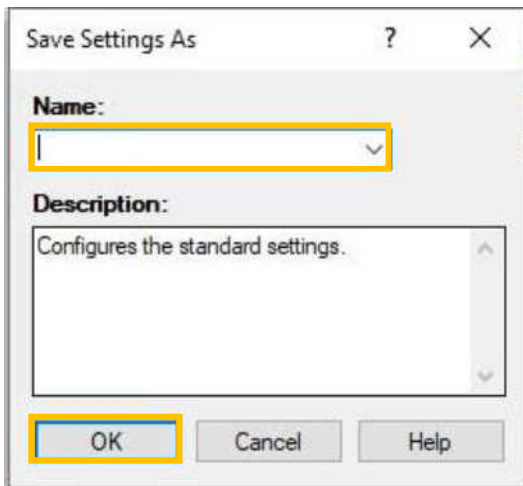 Save Settings As ? X
Name:
Description:
Configures the standard settings.
OK Cancel Help